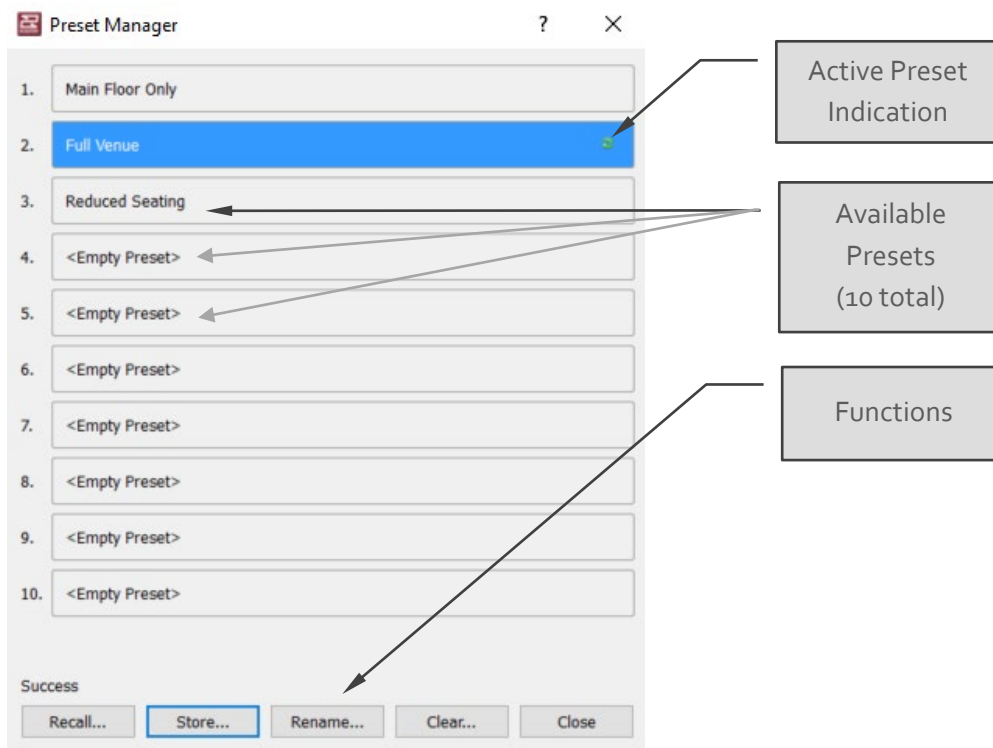 Preset Manager ?
1. Main Floor Only
2. Full Venue
3. Reduced Seating
4. <Empty Preset>
5. <Empty Preset>
6. <Empty Preset>
7. <Empty Preset>
8. <Empty Preset>
9. <Empty Preset>
10. <Empty Preset>
Success
Recall... Store... Rename... Clear... Close
Active Preset
Indication
Available
Presets
(10 total)
Functions